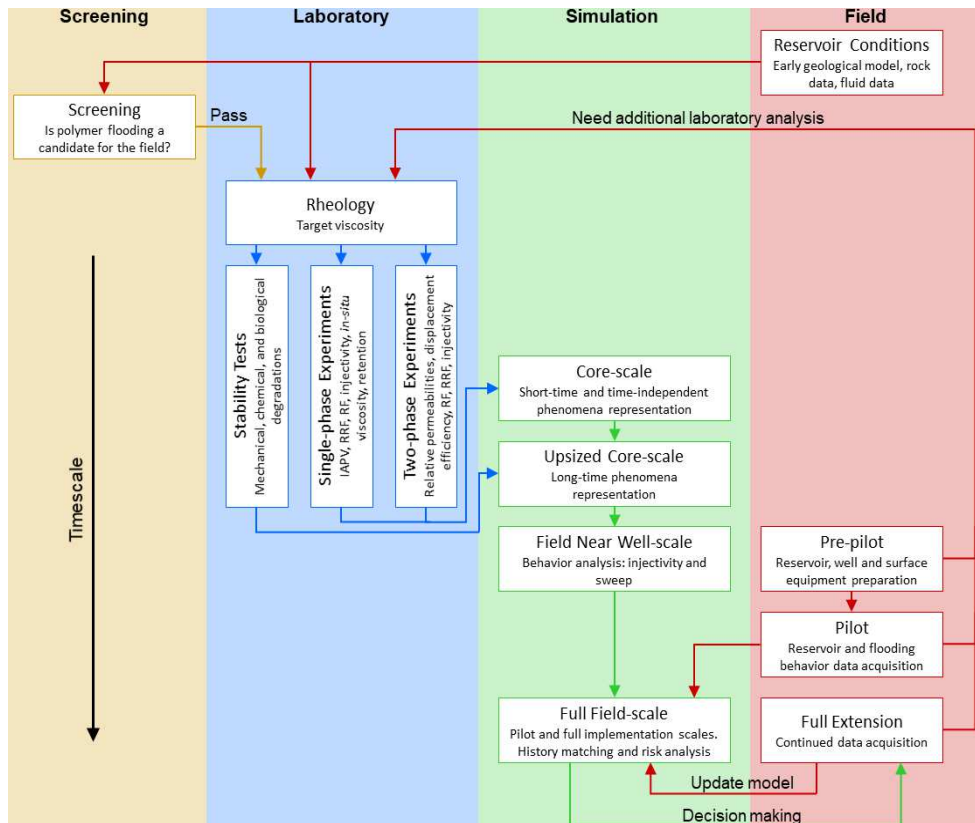 Screening
Laboratory
Simulation
Field
Reservoir Conditions
Early geological model, rock
data, fluid data
Screening
Is polymer flooding a
candidate for the field?
Pass
Need additional laboratory analysis
Rheology
Target viscosity
Timescale
Stability Tests
Mechanical, chemical, and biological
degradations
Single-phase Experiments
IAPV, RRF, RF, injectivity, in-situ
viscosity, retention
Two-phase Experiments
Relative permeabilities, displacement
efficiency, RF, RRF, injectivity
Core-scale
Short-time and time-independent
phenomena representation
Upsized Core-scale
Long-time phenomena
representation
Field Near Well-scale
Behavior analysis: injectivity and
sweep
Pre-pilot
Reservoir, well and surface
equipment preparation
Pilot
Reservoir and flooding
behavior data acquisition
Full Field-scale
Pilot and full implementation scales.
History matching and risk analysis
Full Extension
Continued data acquisition
Update model
Decision making